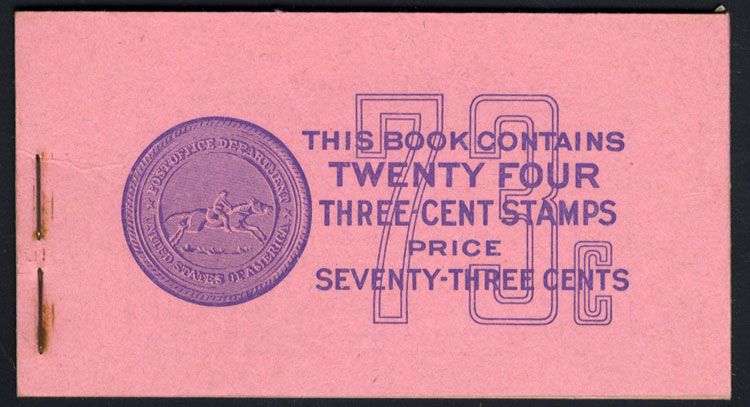 POST OFFICE DEPARTMENT
UNITED STATES OF AMERICA
73c
THIS BOOK CONTAINS
TWENTY FOUR
THREE-CENT STAMPS
PRICE
SEVENTY-THREE CENTS